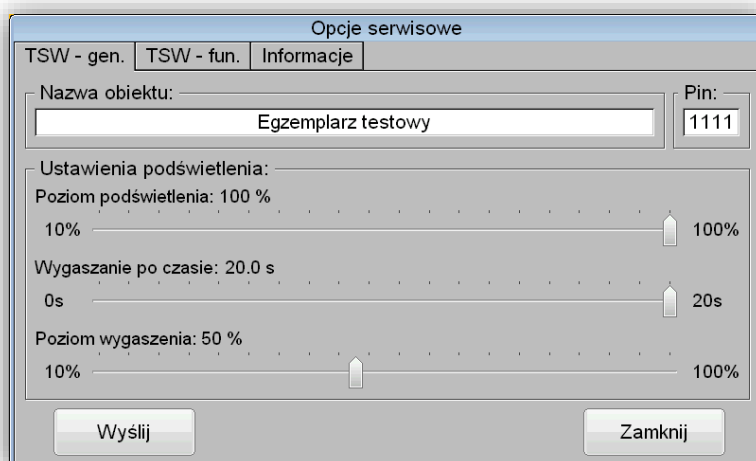 Opcje serwisowe
TSW - gen. TSW - fun. Informacje
Nazwa obiektu: Pin:
Egzemplarz testowy 1111
Ustawienia podświetlenia:
Poziom podświetlenia: 100 %
10% 100%
Wygaszanie po czasie: 20.0 s
0s 20s
Poziom wygaszenia: 50 %
10% 100%
Wyślij Zamknij